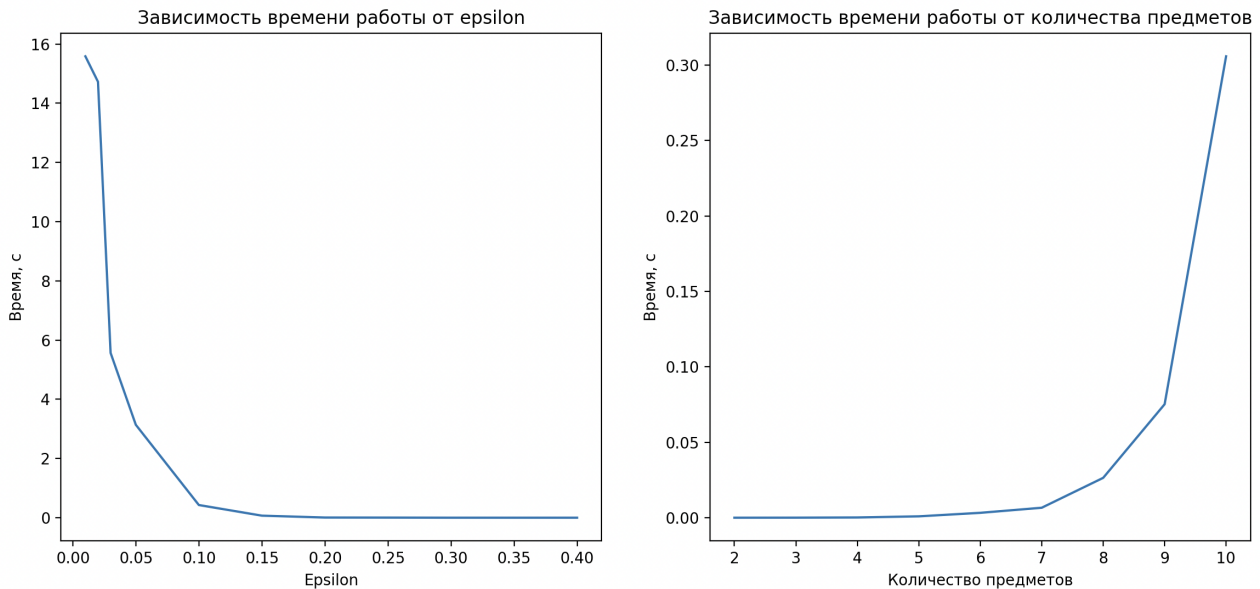 Зависимость времени работы от epsilon
16
14
12
10
8
6
4
2
0
Время, с
0.00 0.05 0.10 0.15 0.20 0.25 0.30 0.35 0.40
Epsilon
Зависимость времени работы от количества предметов
0.30
0.25
0.20
0.15
0.10
0.05
0.00
Время, с
2 3 4 5 6 7 8 9 10
Количество предметов